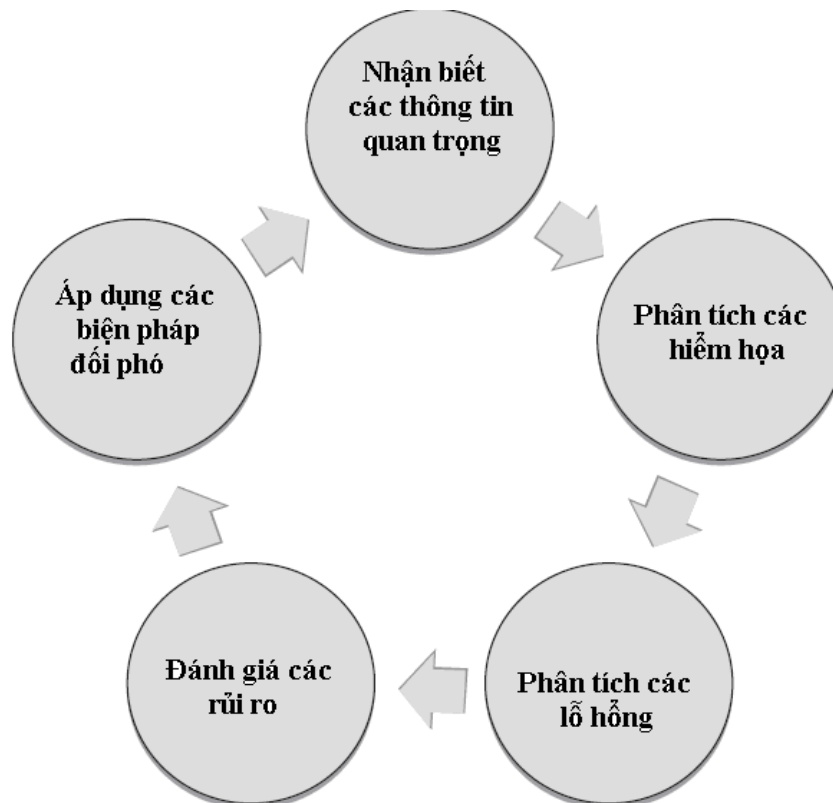 Nhận biết
các thông tin
quan trọng
Phân tích các
hiểm họa
Phân tích các
lỗ hổng
Đánh giá các
rủi ro
Áp dụng các
biện pháp
đối phó